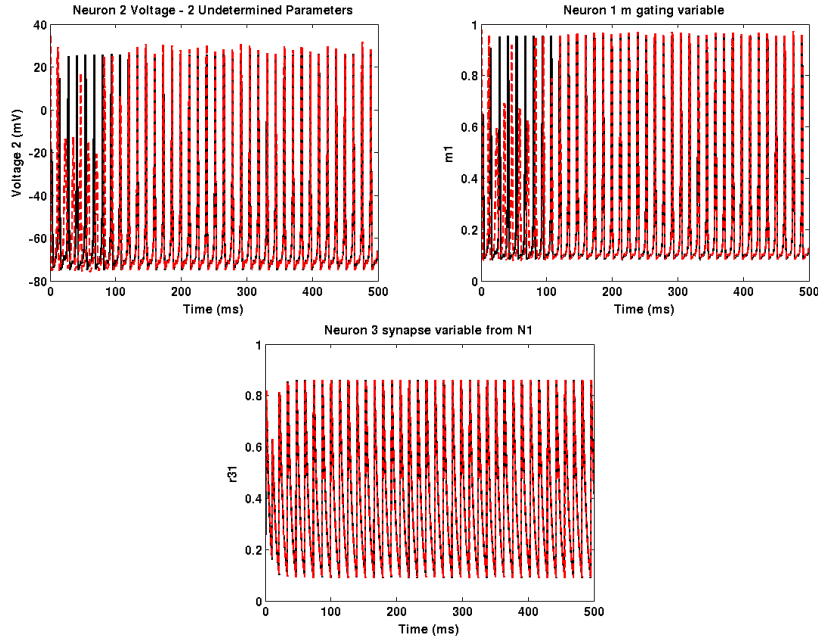 Neuron 2 Voltage - 2 Undetermined Parameters
40
20
0
-20
-40
-60
-80
Voltage 2 (mV)
0 100 200 300 400 500
Time (ms)
Neuron 1 m gating variable
1
0.8
0.6
0.4
0.2
0
m1
0 100 200 300 400 500
Time (ms)
Neuron 3 synapse variable from N1
1
0.8
0.6
0.4
0.2
0
r31
0 100 200 300 400 500
Time (ms)